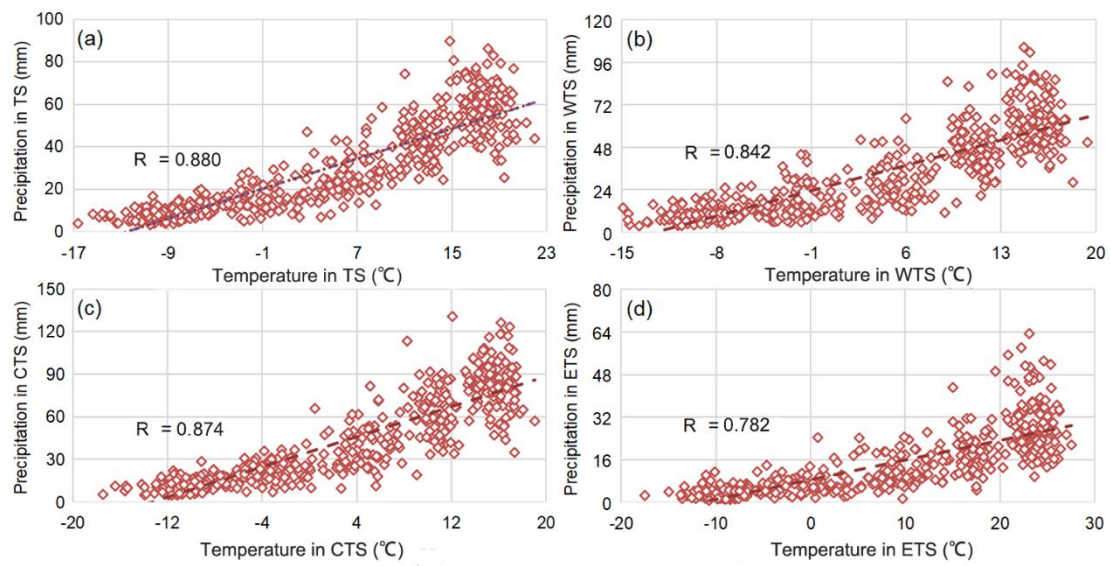 (a)
Precipitation in TS (mm)
100
80
60
40
20
0
R = 0.880
-17 -9 -1 7 15 23
Temperature in TS (℃)
(b)
Precipitation in WTS (mm)
120
96
72
48
24
0
R = 0.842
-15 -8 -1 6 13 20
Temperature in WTS (℃)
(c)
Precipitation in CTS (mm)
150
120
90
60
30
0
R = 0.874
-20 -12 -4 4 12 20
Temperature in CTS (℃)
(d)
Precipitation in ETS (mm)
80
64
48
32
16
0
R = 0.782
-20 -10 0 10 20 30
Temperature in ETS (℃)